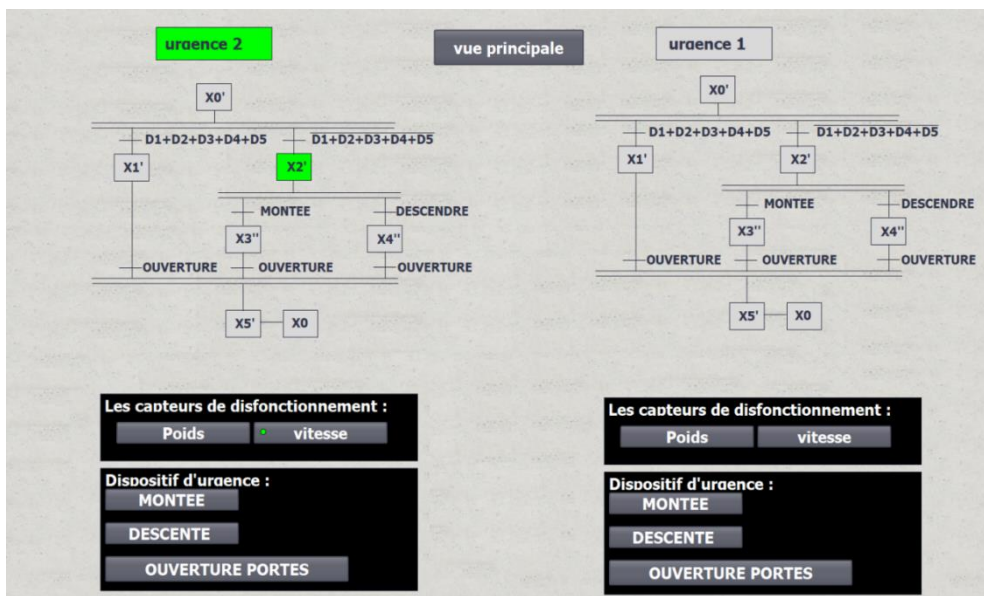 urgence 2
vue principale
urgence 1
X0'
D1+D2+D3+D4+D5
D1+D2+D3+D4+D5
X1'
X2'
MONTEE
DESCENDRE
X3''
X4''
OUVERTURE
OUVERTURE
OUVERTURE
X5'
X0
X0'
D1+D2+D3+D4+D5
D1+D2+D3+D4+D5
X1'
X2'
MONTEE
DESCENDRE
X3''
X4''
OUVERTURE
OUVERTURE
OUVERTURE
X5'
X0
Les capteurs de disfonctionnement :
Poids
vitesse
Dispositif d'urgence :
MONTEE
DESCENTE
OUVERTURE PORTES
Les capteurs de disfonctionnement :
Poids
vitesse
Dispositif d'urgence :
MONTEE
DESCENTE
OUVERTURE PORTES